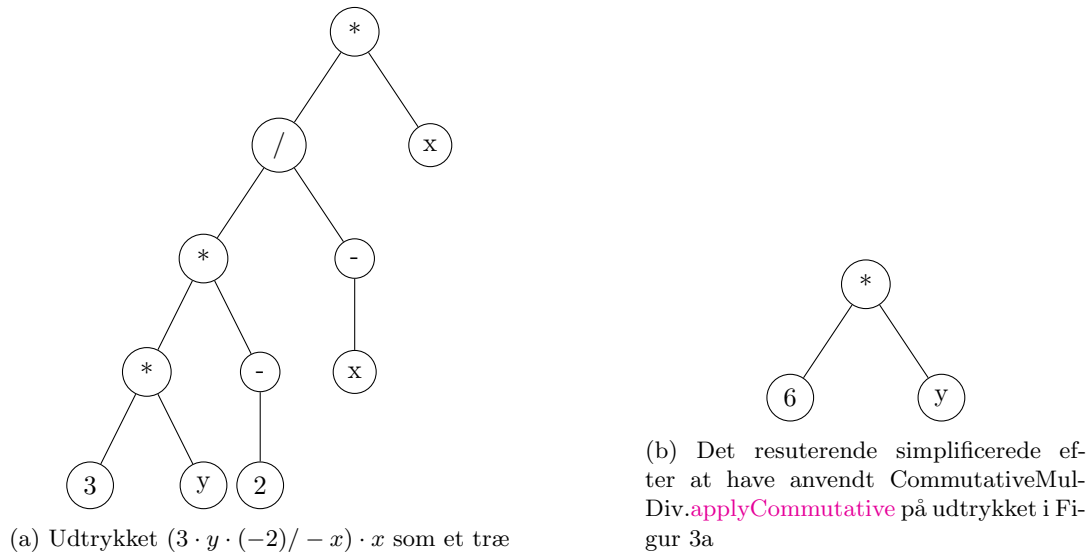 *
/
x
*
-
*
-
x
*
3
y
2
6
y
(a) Udtrykket (3 · y · (−2)/ − x) · x som et træ
(b) Det resuterende simplificerede ef-
ter at have anvendt CommutativeMul-
Div.applyCommutative på udtrykket i Fi-
gur 3a